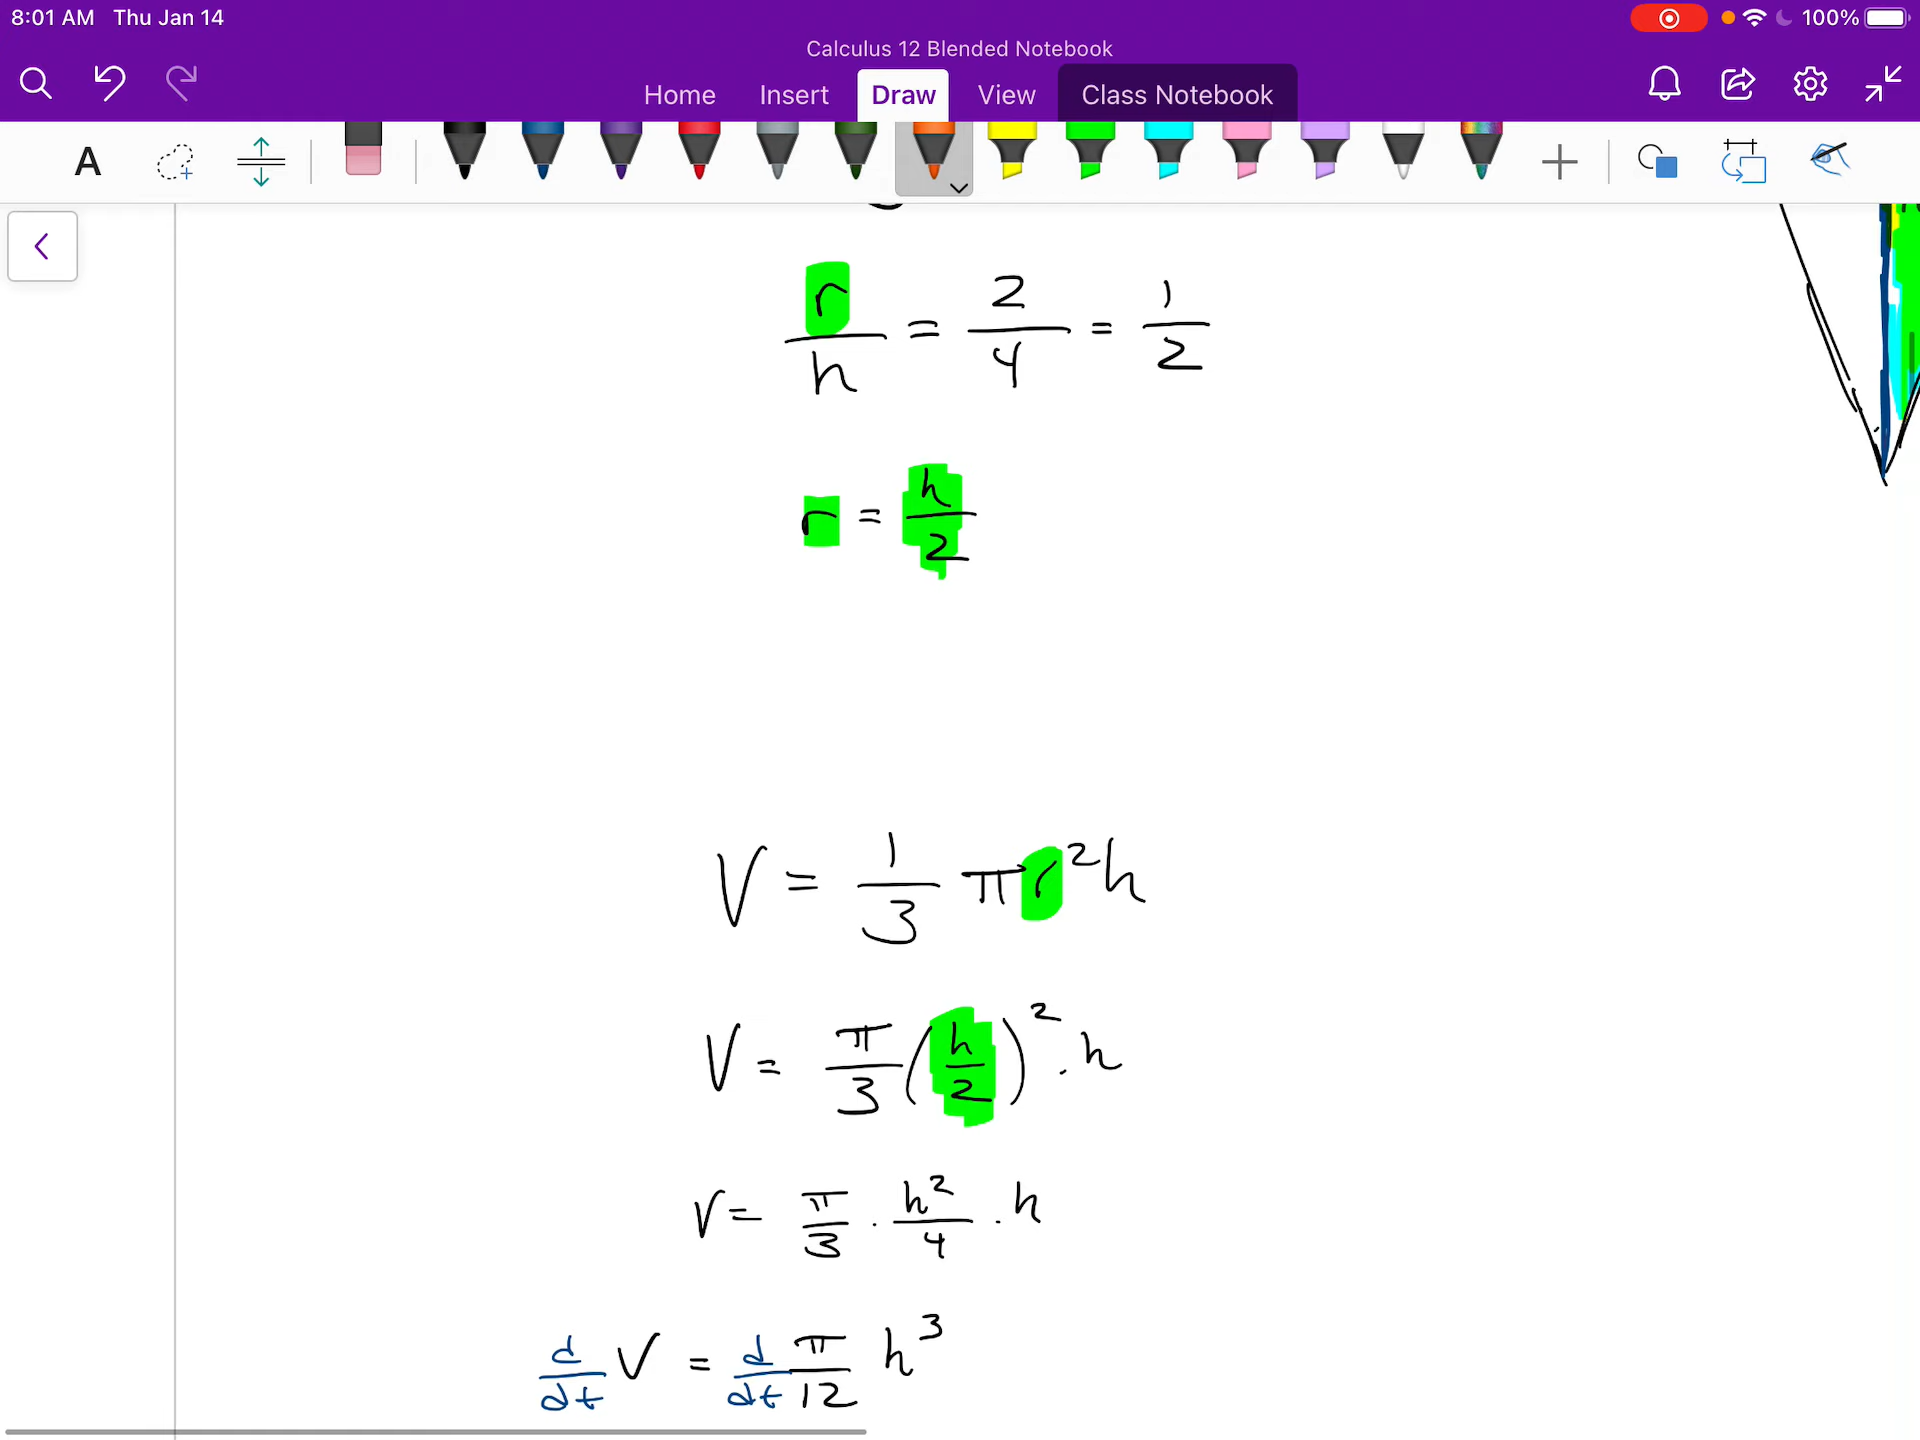 8:01 AM Thu Jan 14 100%
Calculus 12 Blended Notebook
Home Insert Draw View Class Notebook
A
r/h = 2/4 = 1/2
r = h/2
V = 1/3 πr²h
V = π/3 (h/2)² · h
V = π/3 · h²/4 · h
d/dt V = d/dt π/12 h³